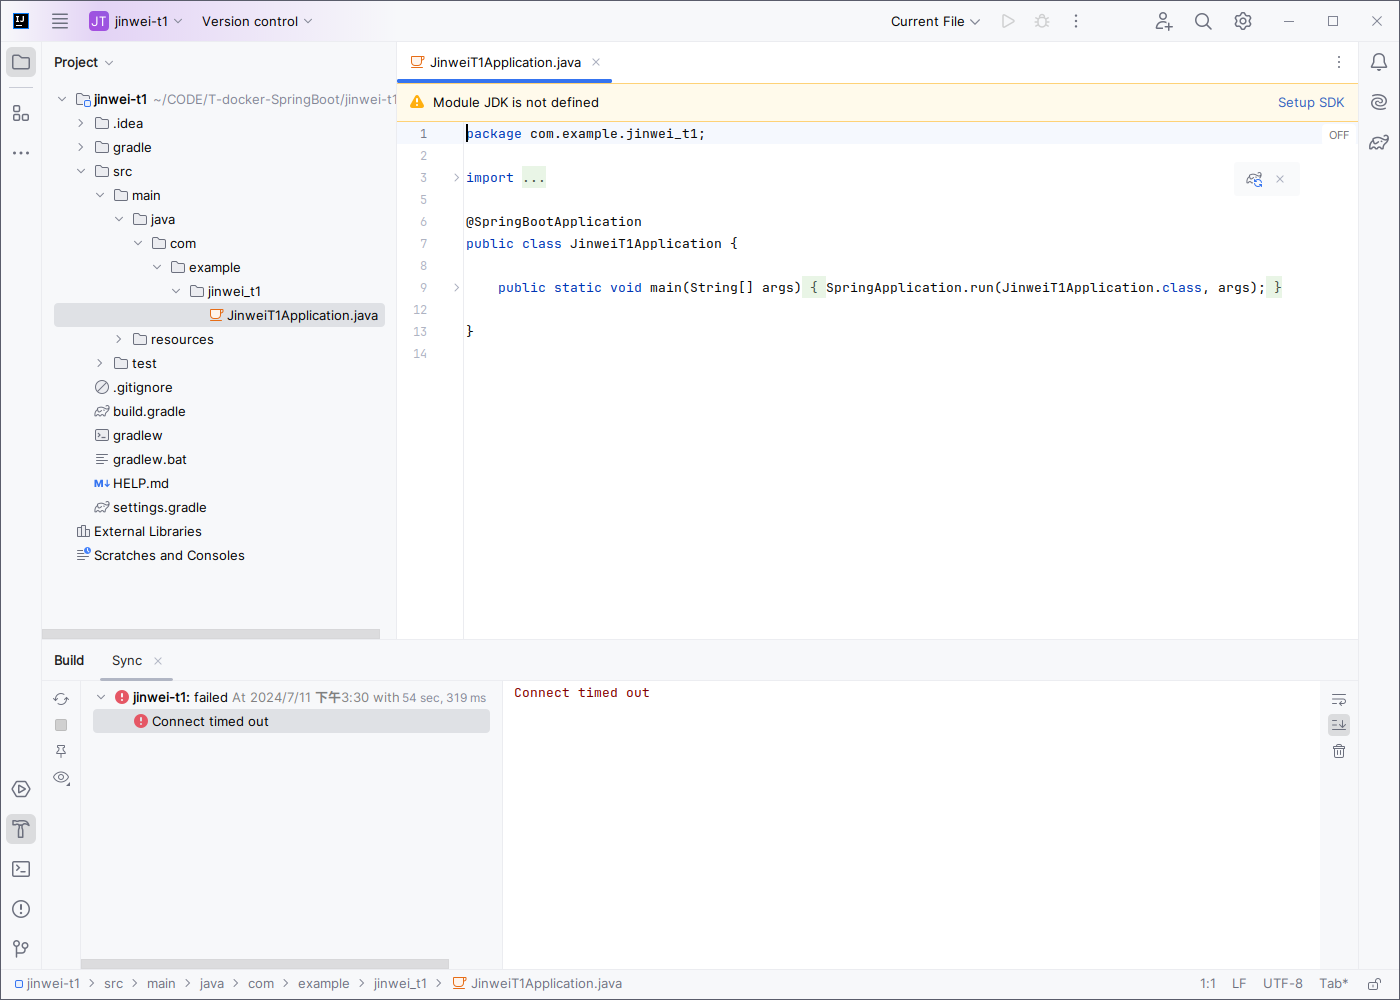 JT jinwei-t1 Version control Current File
Project
jinwei-t1 ~/CODE/T-docker-SpringBoot/jinwei-t1
.idea
gradle
src
main
java
com
example
jinwei_t1
JinweiT1Application.java
resources
test
.gitignore
build.gradle
gradlew
gradlew.bat
M↓ HELP.md
settings.gradle
External Libraries
Scratches and Consoles
JinweiT1Application.java
Module JDK is not defined Setup SDK
1 package com.example.jinwei_t1; OFF
2
3 import ...
5
6 @SpringBootApplication
7 public class JinweiT1Application {
8
9 public static void main(String[] args) { SpringApplication.run(JinweiT1Application.class, args); }
12
13 }
14
Build Sync
jinwei-t1: failed At 2024/7/11 下午3:30 with 54 sec, 319 ms
Connect timed out
Connect timed out
jinwei-t1 > src > main > java > com > example > jinwei_t1 > JinweiT1Application.java 1:1 LF UTF-8 Tab*